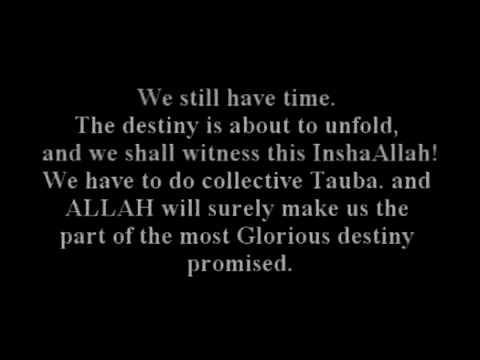 We still have time.
The destiny is about to unfold,
and we shall witness this InshaAllah!
We have to do collective Tauba. and
ALLAH will surely make us the
part of the most Glorious destiny
promised.